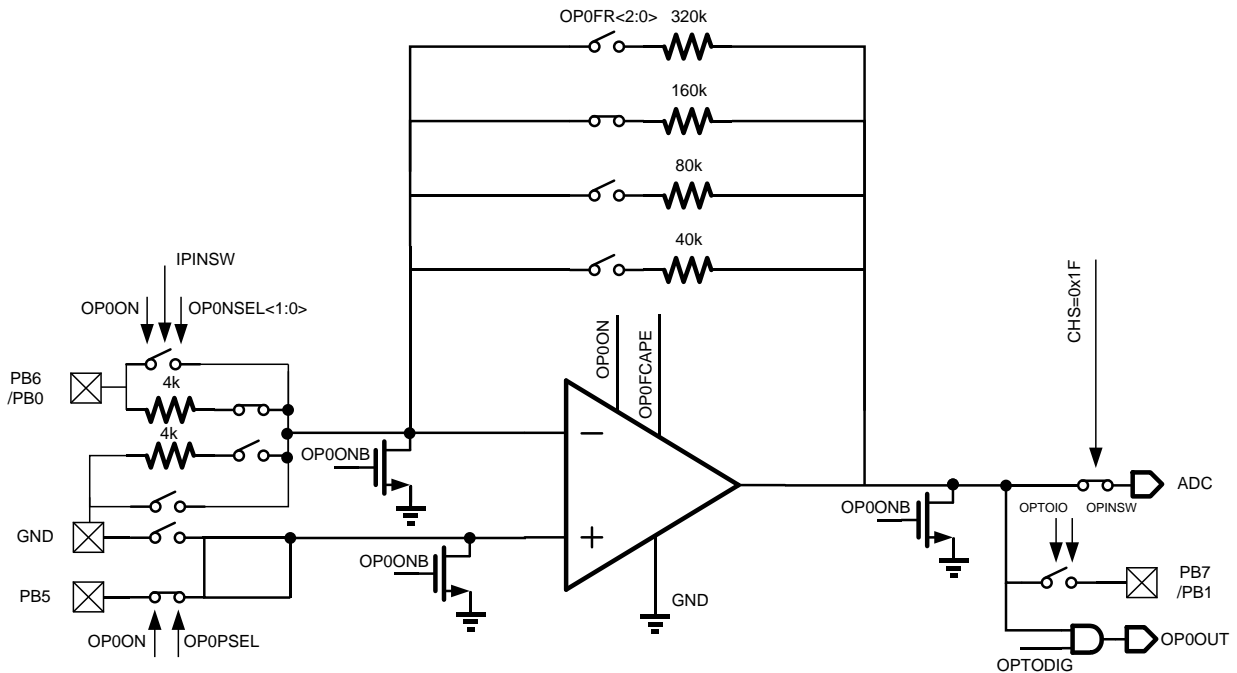 OP0FR<2:0> 320k
160k
80k
40k
IPINSW
OP0ON OP0NSEL<1:0>
PB6
/PB0
4k
4k
GND
PB5
OP0ON OP0PSEL
OP0ONB
OP0ONB
OP0ON
OP0FCAPE
−
+
GND
OP0ONB
CHS=0x1F
ADC
OPTOIO OPINSW
PB7
/PB1
OP0OUT
OPTODIG